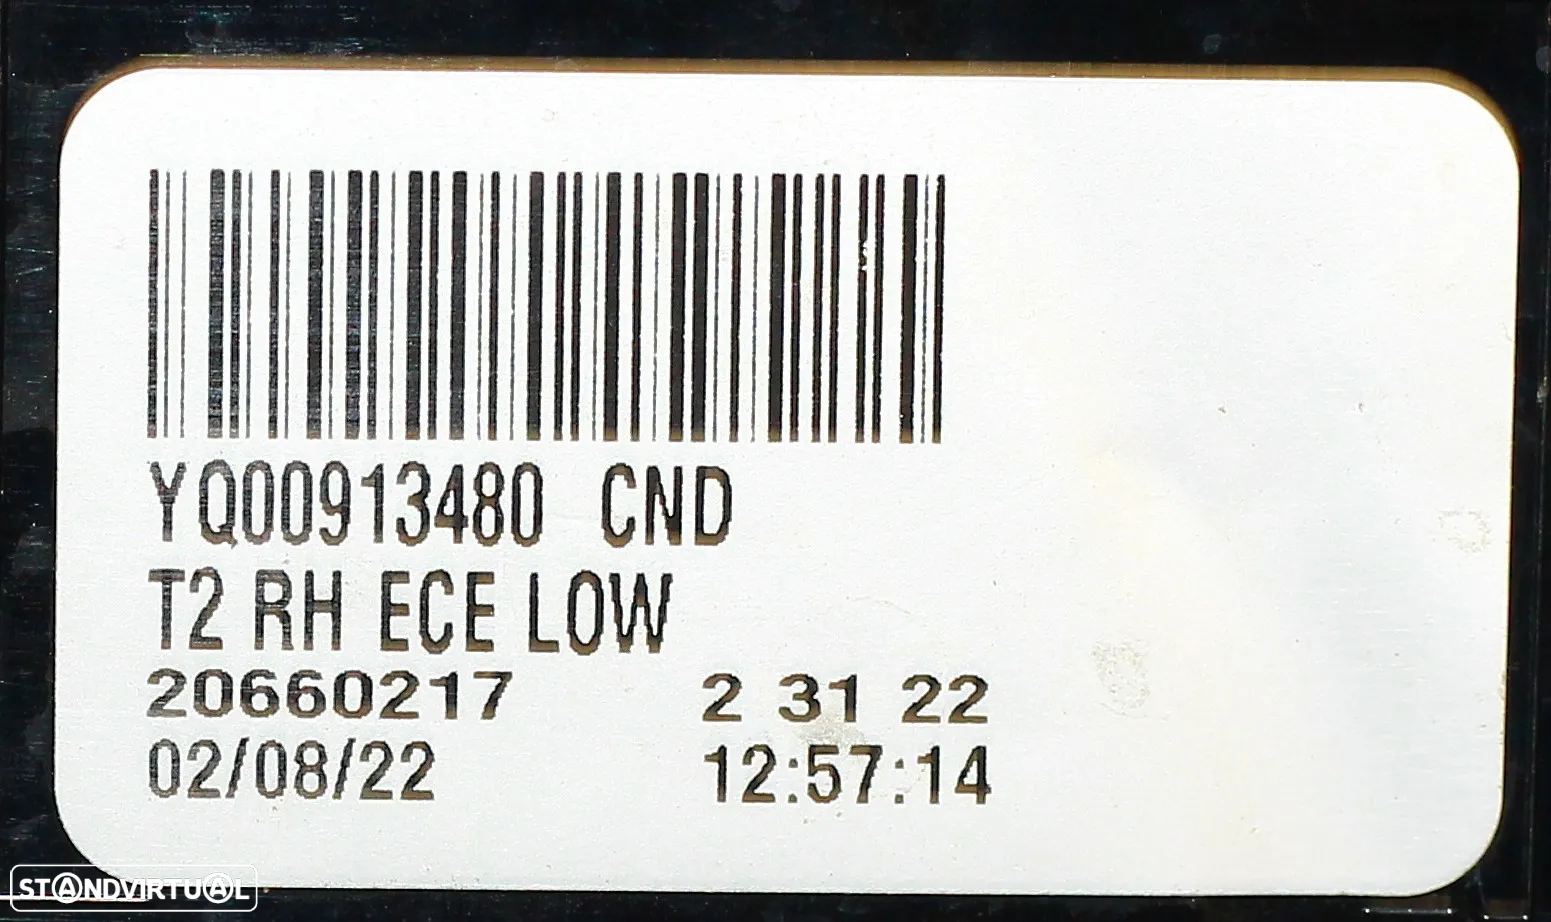 YQ00913480 CND
T2 RH ECE LOW
20660217 2 31 22
02/08/22 12:57:14
STANDVIRTUAL